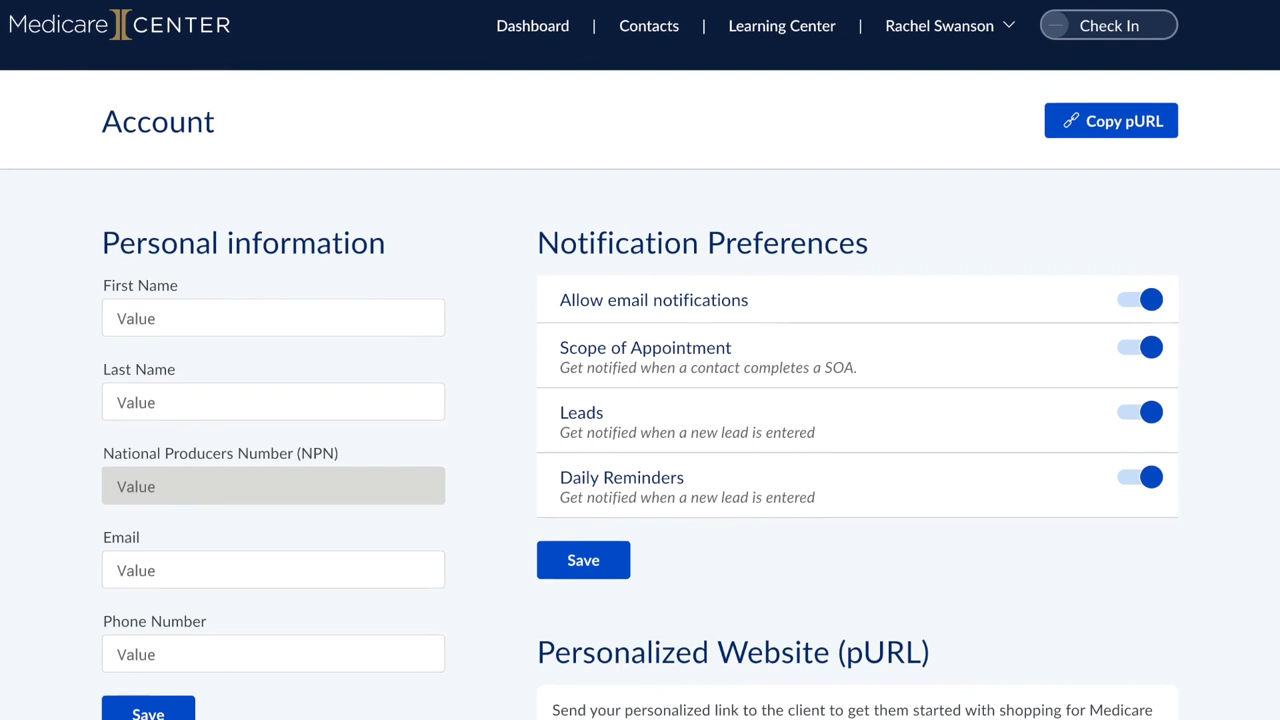 MedicareCENTER
Dashboard | Contacts | Learning Center | Rachel Swanson Check In
Account
Copy pURL
Personal information
First Name
Value
Last Name
Value
National Producers Number (NPN)
Value
Email
Value
Phone Number
Value
Save
Notification Preferences
Allow email notifications
Scope of Appointment
Get notified when a contact completes a SOA.
Leads
Get notified when a new lead is entered
Daily Reminders
Get notified when a new lead is entered
Save
Personalized Website (pURL)
Send your personalized link to the client to get them started with shopping for Medicare